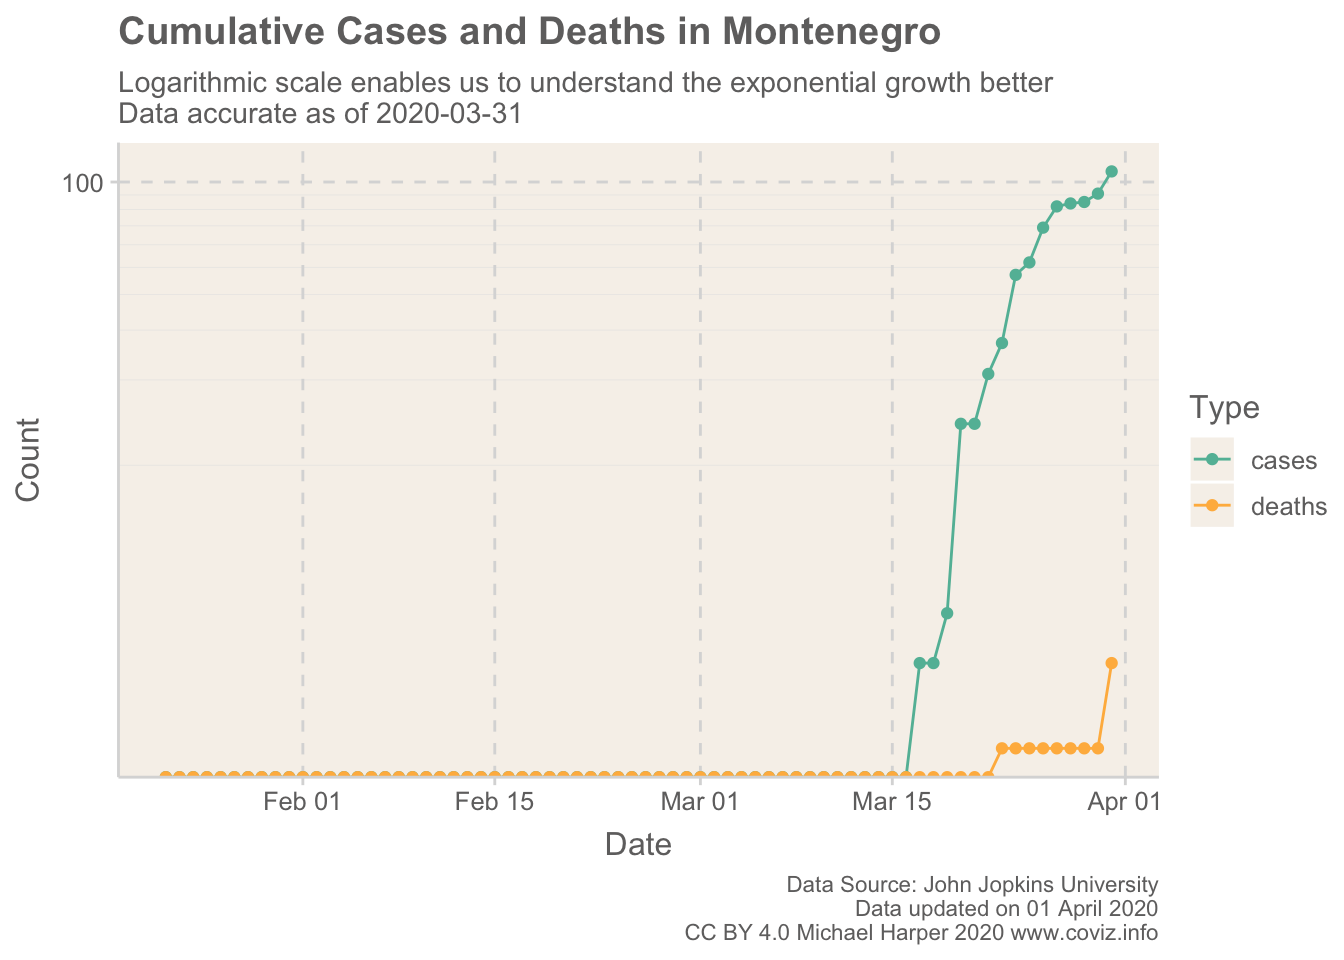 Cumulative Cases and Deaths in Montenegro
Logarithmic scale enables us to understand the exponential growth better
Data accurate as of 2020-03-31
100
Count
Type
cases
deaths
Feb 01
Feb 15
Mar 01
Mar 15
Apr 01
Date
Data Source: John Jopkins University
Data updated on 01 April 2020
CC BY 4.0 Michael Harper 2020 www.coviz.info